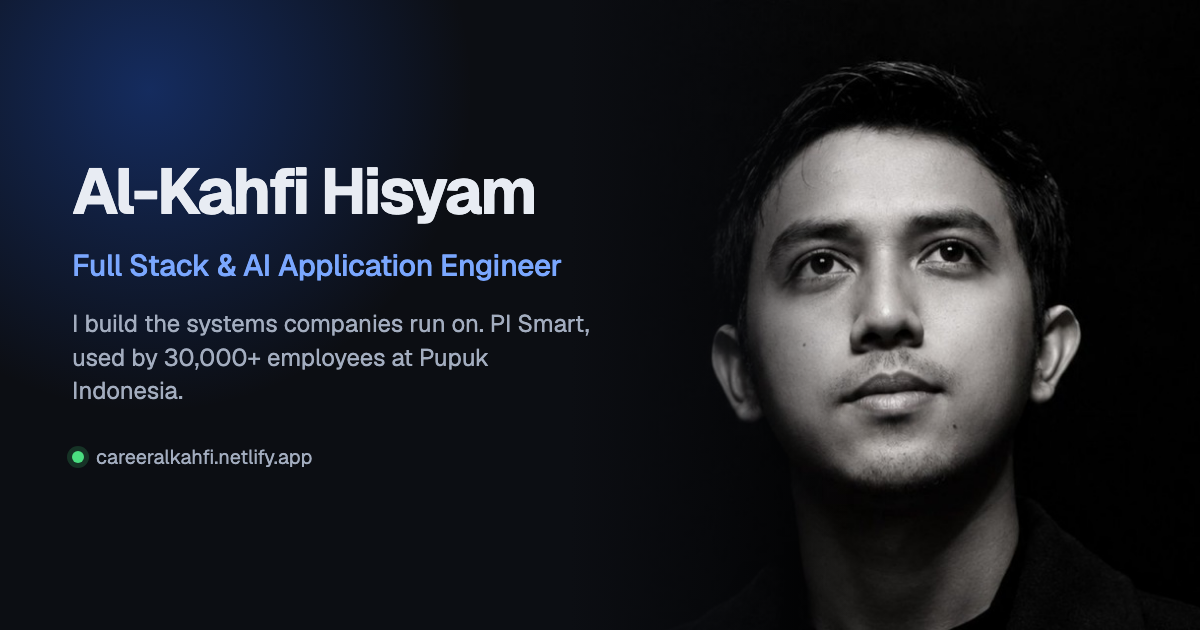 Al-Kahfi Hisyam
Full Stack & AI Application Engineer
I build the systems companies run on. PI Smart,
used by 30,000+ employees at Pupuk
Indonesia.
careeralkahfi.netlify.app